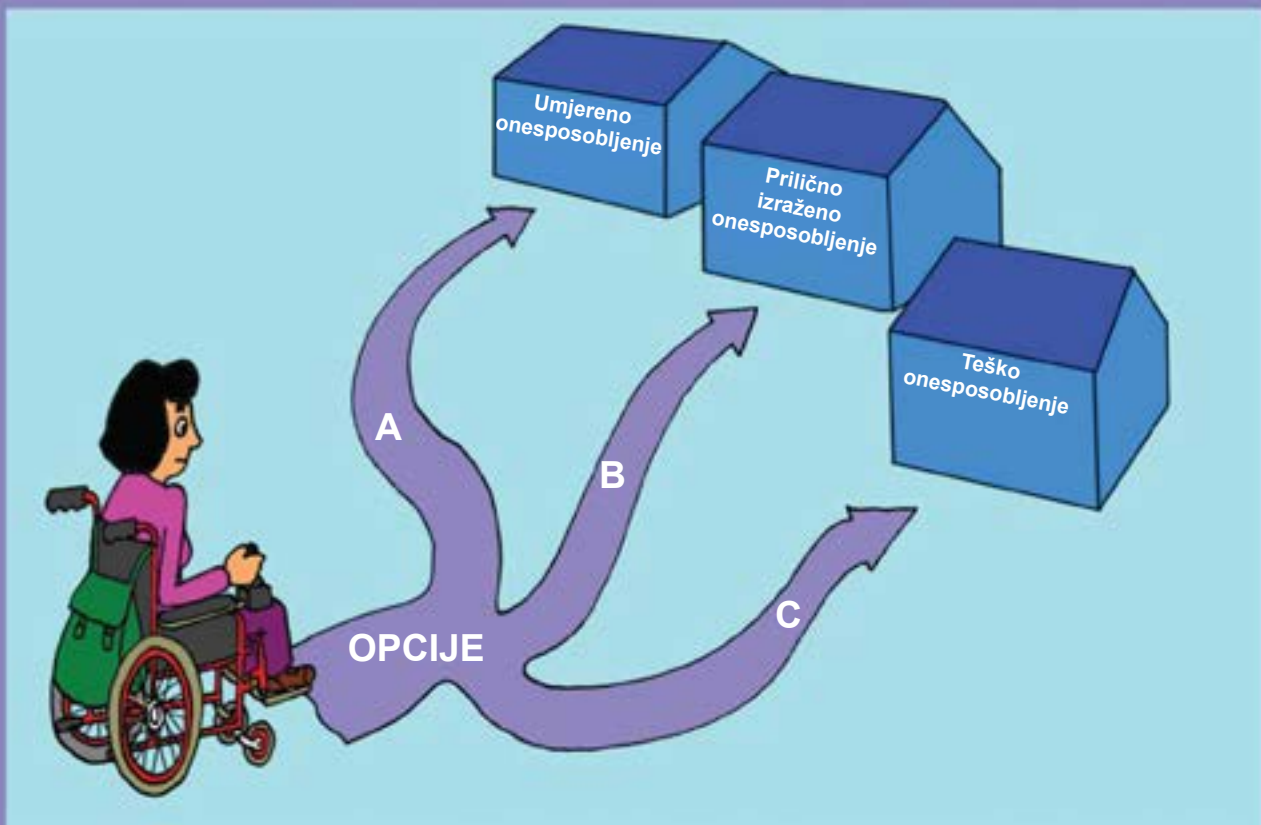 Umjereno
onesposobljenje
Prilično
izraženo
onesposobljenje
Teško
onesposobljenje
A
B
C
OPCIJE